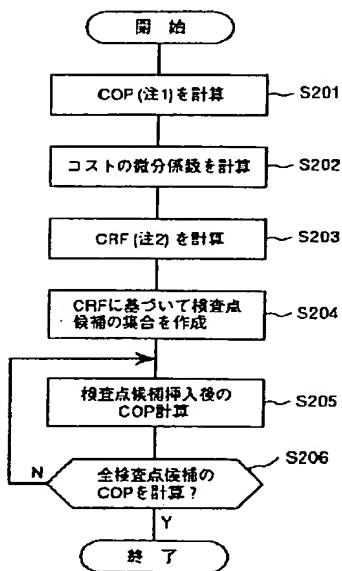 開 始
COP (注1) を計算
S201
コストの微分係数を計算
S202
CRF (注2) を計算
S203
CRFに基づいて検査点
候補の集合を作成
S204
検査点候補挿入後の
COP計算
S205
全検査点候補の
COPを計算?
S206
N
Y
終 了